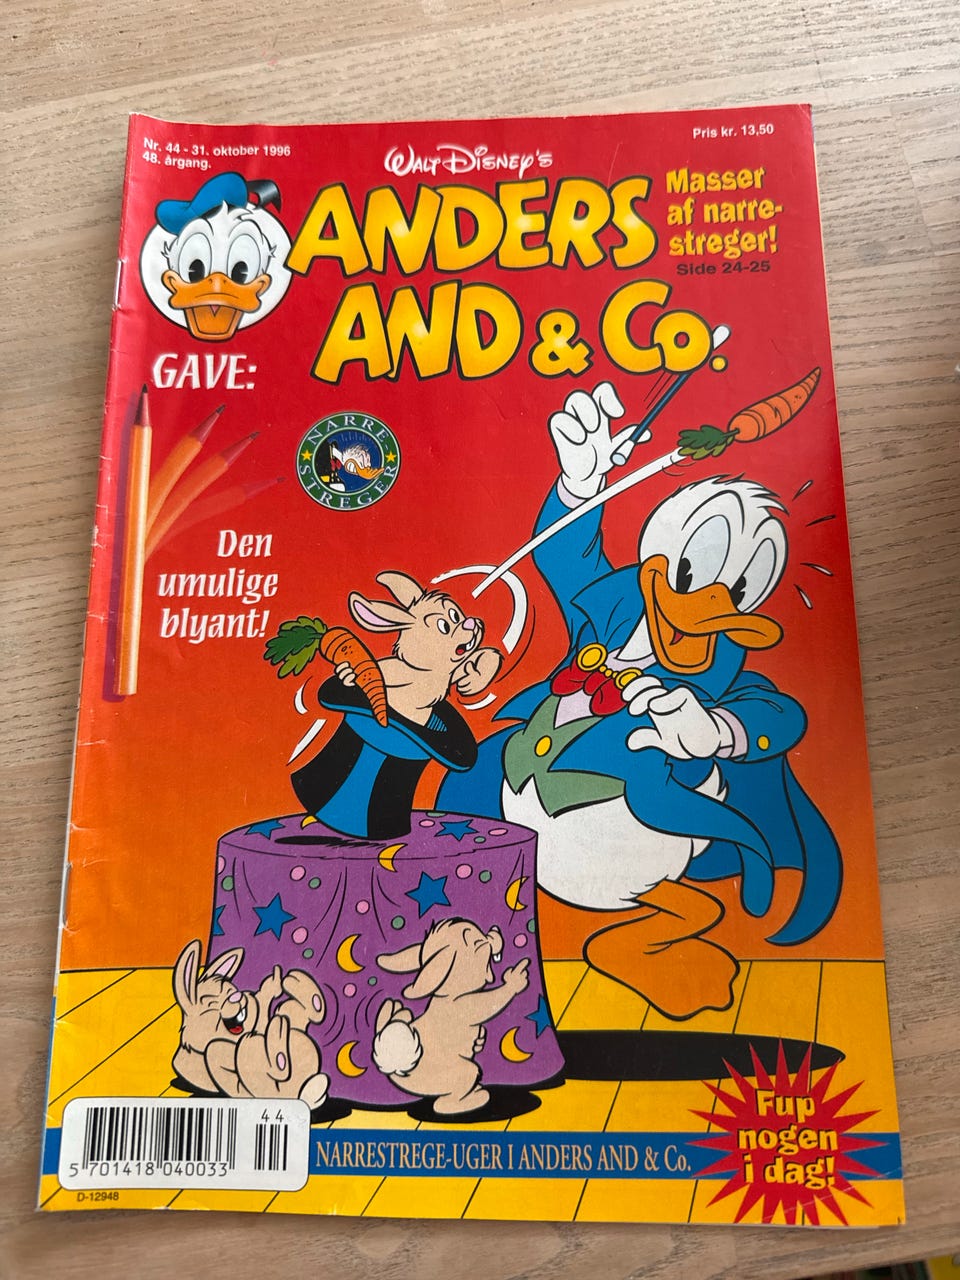 Nr. 44 - 31. oktober 1996
48. årgang.
Pris kr. 13,50
Walt Disney's
ANDERS
AND & Co.
Masser
af narre-
streger!
Side 24-25
GAVE:
NARRE-
STREGER
Den
umulige
blyant!
Fup
nogen
i dag!
NARRESTREGE-UGER I ANDERS AND & Co.
44
5 701418 040033
D-12948